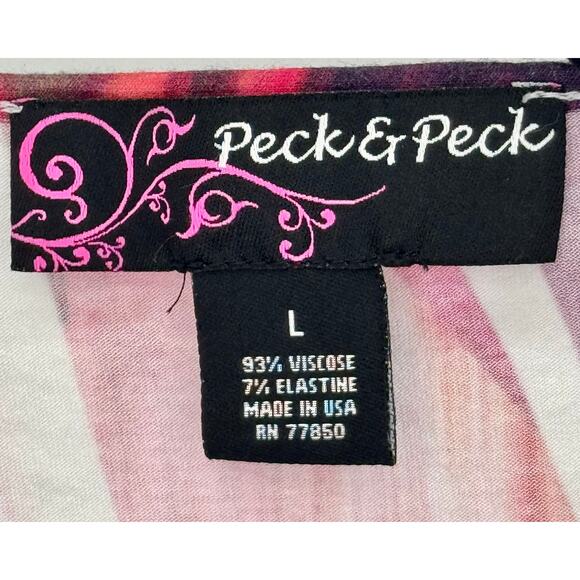 Peck & Peck
L
93% VISCOSE
7% ELASTINE
MADE IN USA
RN 77850